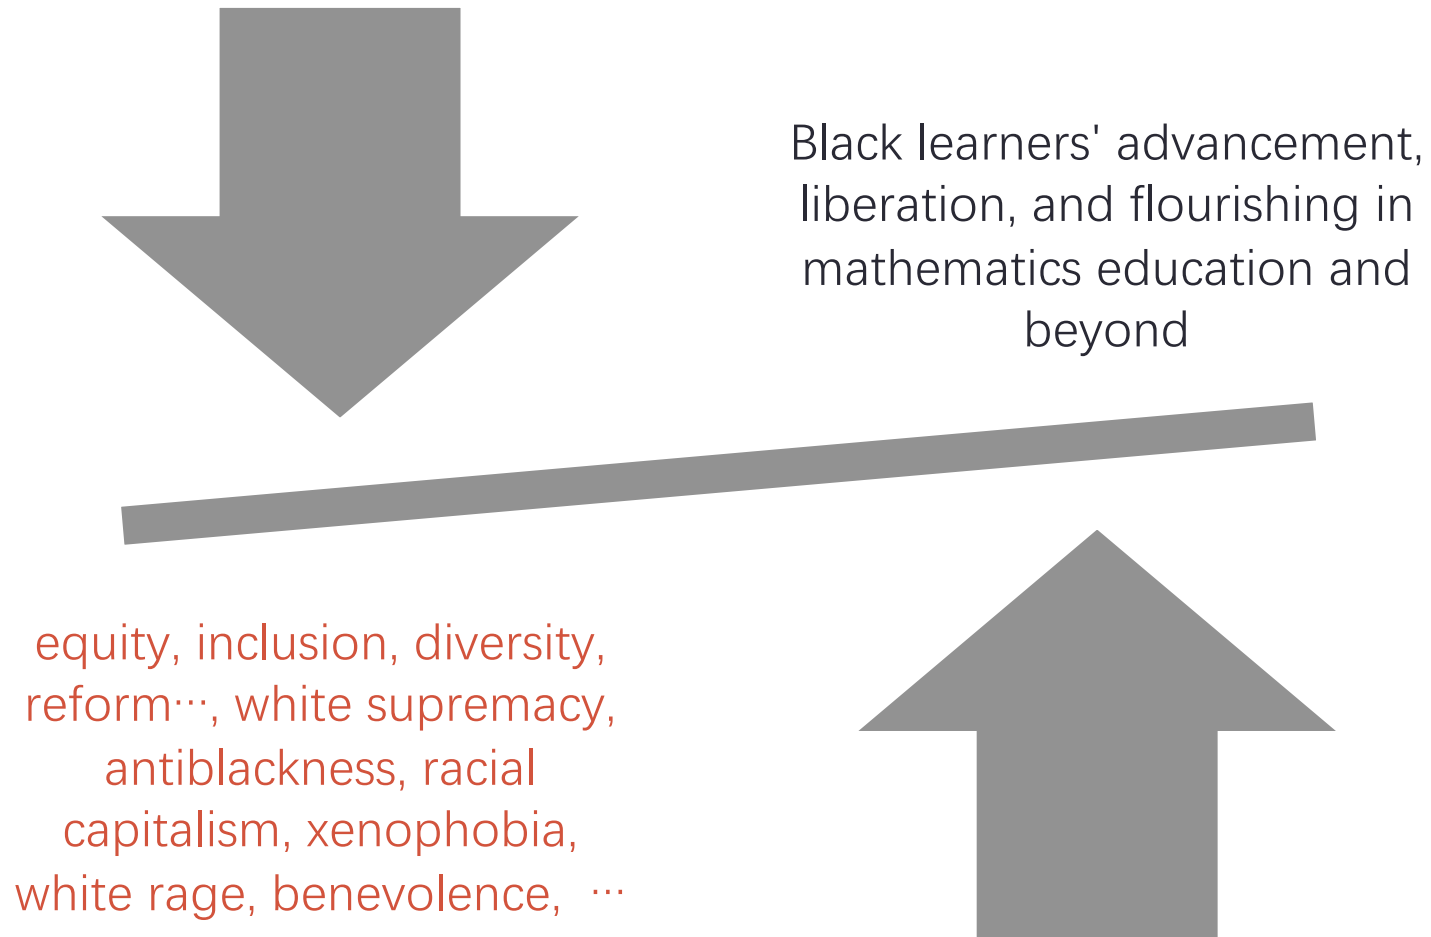 Black learners' advancement,
liberation, and flourishing in
mathematics education and
beyond
equity, inclusion, diversity,
reform…, white supremacy,
antiblackness, racial
capitalism, xenophobia,
white rage, benevolence, …